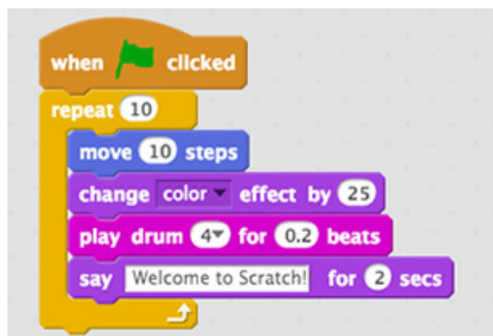 when clicked
repeat 10
move 10 steps
change color effect by 25
play drum 4 for 0.2 beats
say Welcome to Scratch! for 2 secs